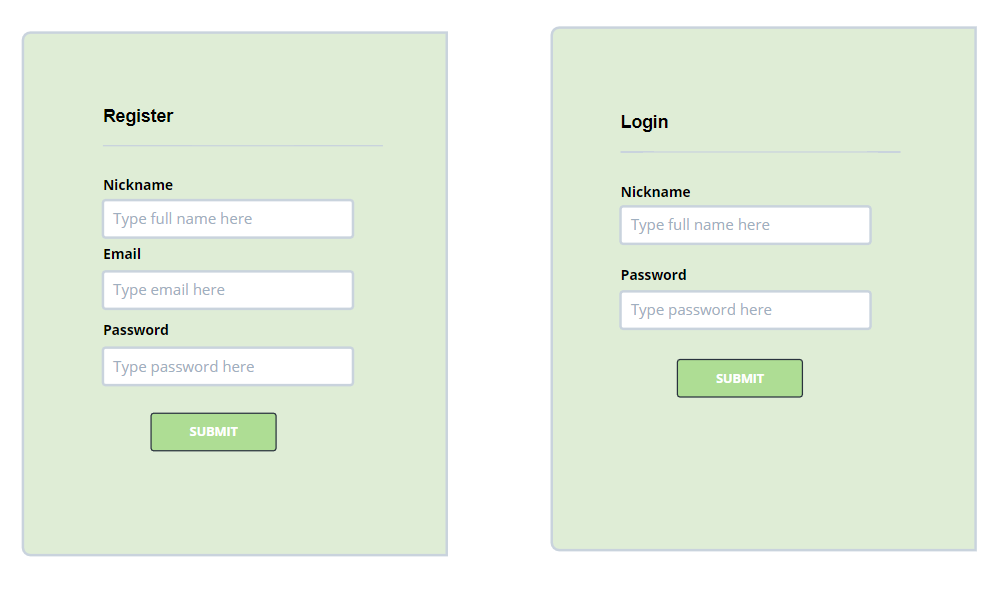 Register
Nickname
Type full name here
Email
Type email here
Password
Type password here
SUBMIT
Login
Nickname
Type full name here
Password
Type password here
SUBMIT